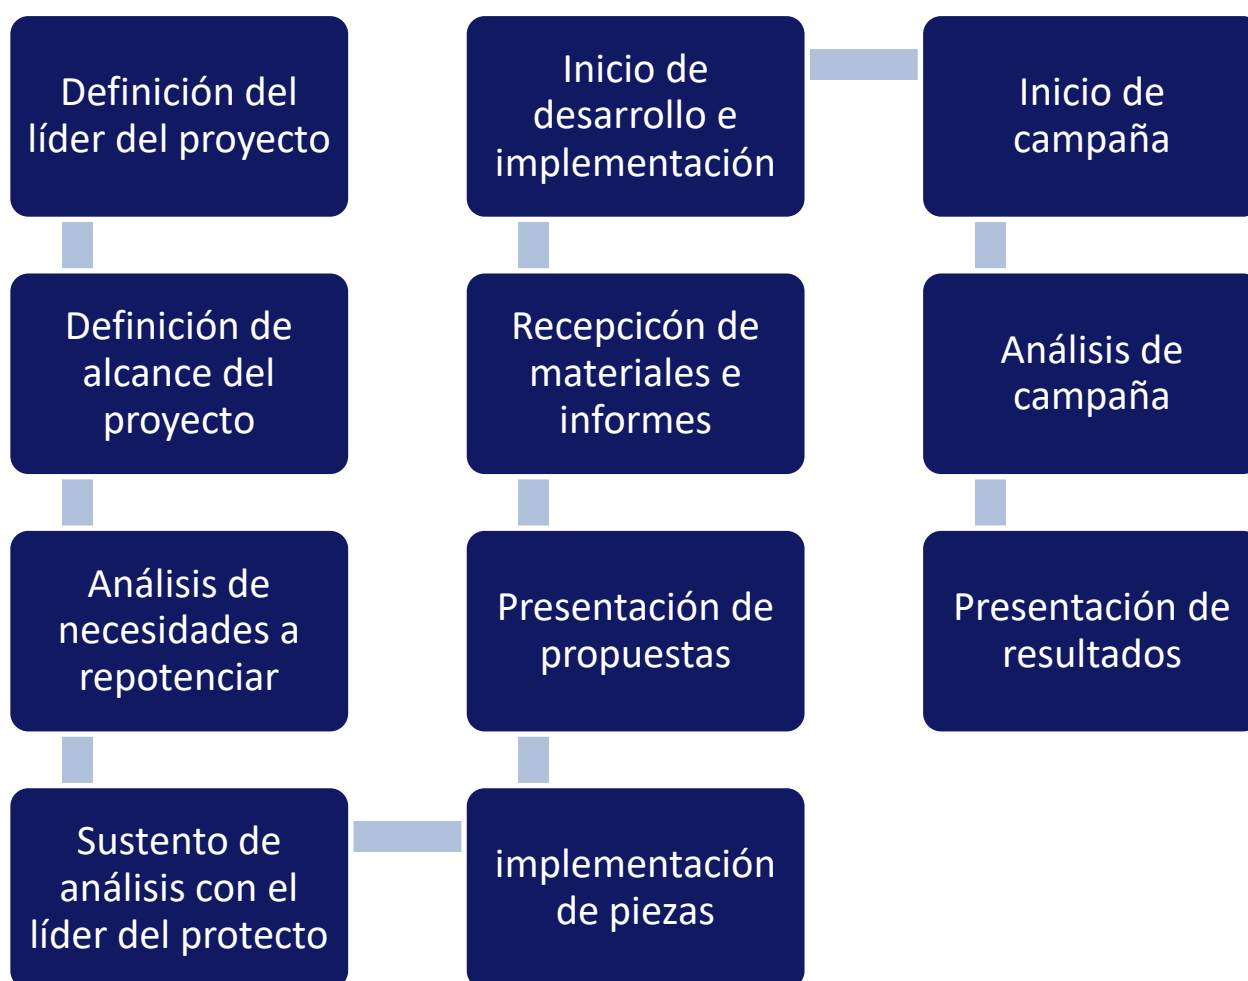 Definición del
líder del proyecto
Definición de
alcance del
proyecto
Análisis de
necesidades a
repotenciar
Sustento de
análisis con el
líder del protecto
implementación
de piezas
Presentación de
propuestas
Recepcicón de
materiales e
informes
Inicio de
desarrollo e
implementación
Inicio de
campaña
Análisis de
campaña
Presentación de
resultados